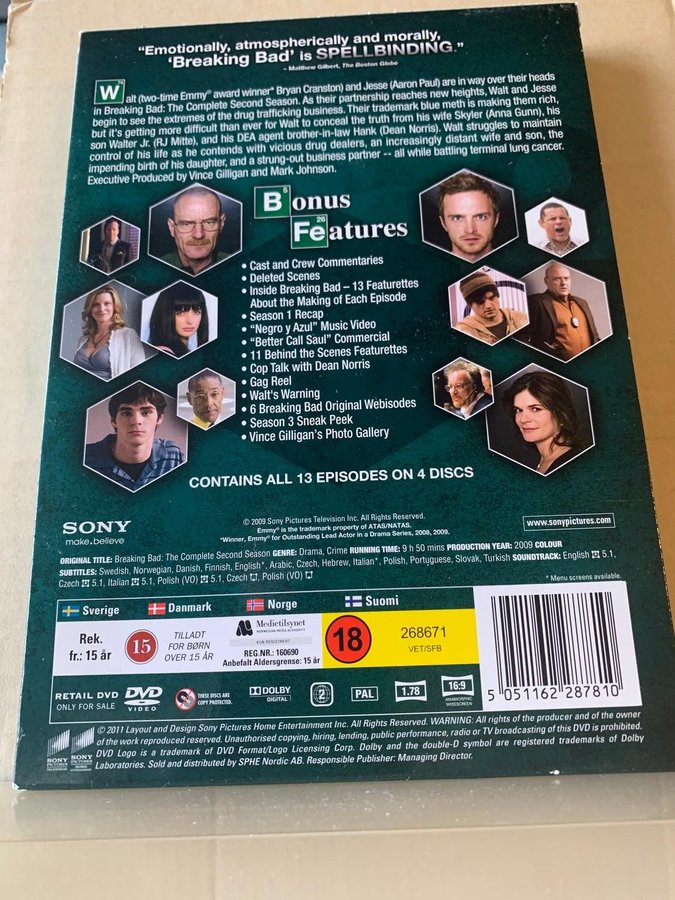 "Emotionally, atmospherically and morally,
'Breaking Bad' is SPELLBINDING."
– Matthew Gilbert, The Boston Globe
Walt (two-time Emmy® award winner* Bryan Cranston) and Jesse (Aaron Paul) are in way over their heads
in Breaking Bad: The Complete Second Season. As their partnership reaches new heights, Walt and Jesse
begin to see the extremes of the drug trafficking business. Their trademark blue meth is making them rich,
but it's getting more difficult than ever for Walt to conceal the truth from his wife Skyler (Anna Gunn), his
son Walter Jr. (RJ Mitte), and his DEA agent brother-in-law Hank (Dean Norris). Walt struggles to maintain
control of his life as he contends with vicious drug dealers, an increasingly distant wife and son, the
impending birth of his daughter, and a strung-out business partner -- all while battling terminal lung cancer.
Executive Produced by Vince Gilligan and Mark Johnson.
5
Bonus
26
Features
• Cast and Crew Commentaries
• Deleted Scenes
• Inside Breaking Bad – 13 Featurettes
About the Making of Each Episode
• Season 1 Recap
• "Negro y Azul" Music Video
• "Better Call Saul" Commercial
• 11 Behind the Scenes Featurettes
• Cop Talk with Dean Norris
• Gag Reel
• Walt's Warning
• 6 Breaking Bad Original Webisodes
• Season 3 Sneak Peek
• Vince Gilligan's Photo Gallery
CONTAINS ALL 13 EPISODES ON 4 DISCS
SONY
make.believe
© 2009 Sony Pictures Television Inc. All Rights Reserved.
Emmy® is the trademark property of ATAS/NATAS.
*Winner, Emmy® for Outstanding Lead Actor in a Drama Series, 2008, 2009.
www.sonypictures.com
ORIGINAL TITLE: Breaking Bad: The Complete Second Season GENRE: Drama, Crime RUNNING TIME: 9 h 50 mins PRODUCTION YEAR: 2009 COLOUR
SUBTITLES: Swedish, Norwegian, Danish, Finnish, English*, Arabic, Czech, Hebrew, Italian*, Polish, Portuguese, Slovak, Turkish SOUNDTRACK: English 5.1,
Czech 5.1, Italian 5.1, Polish (VO) 5.1, Czech, Polish (VO)
* Menu screens available.
Sverige Danmark Norge Suomi
Rek.
fr.: 15 år
15
TILLADT
FOR BØRN
OVER 15 ÅR
Medietilsynet
NORWEGIAN MEDIA AUTHORITY
KUN REGISTRERT
REG.NR.: 160690
Anbefalt Aldersgrense: 15 år
18
268671
VET/SFB
5 051162 287810
RETAIL DVD
ONLY FOR SALE
DVD
VIDEO
THESE DISCS ARE
COPY PROTECTED
DOLBY
DIGITAL
2
PAL
1.78
16:9
ANAMORPHIC
WIDESCREEN
© 2011 Layout and Design Sony Pictures Home Entertainment Inc. All Rights Reserved. WARNING: All rights of the producer and of the owner
of the work reproduced reserved. Unauthorised copying, hiring, lending, public performance, radio or TV broadcasting of this DVD is prohibited.
DVD Logo is a trademark of DVD Format/Logo Licensing Corp. Dolby and the double-D symbol are registered trademarks of Dolby
Laboratories. Sold and distributed by SPHE Nordic AB. Responsible Publisher: Managing Director.
SONY PICTURES
TELEVISION
SONY PICTURES